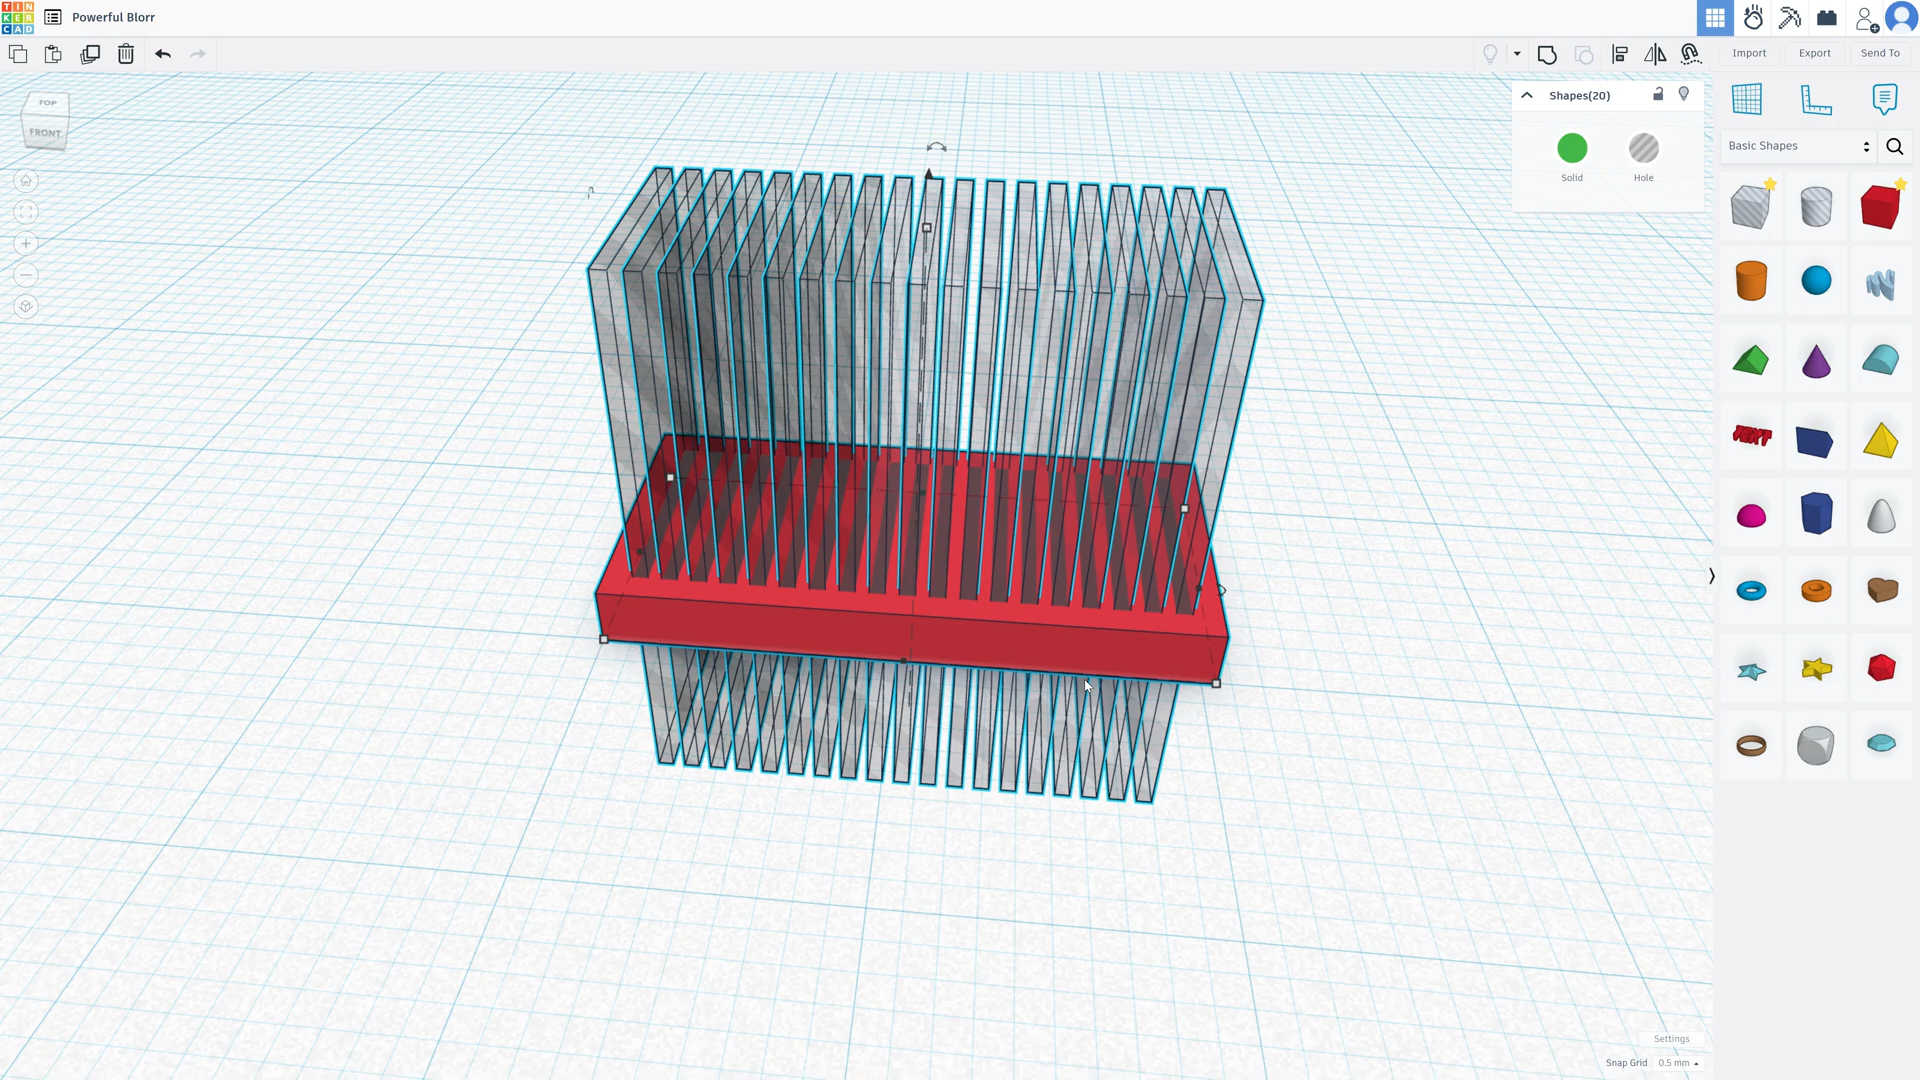 TIN
KER
CAD
Powerful Blorr
Import
Export
Send To
TOP
FRONT
Shapes(20)
Solid
Hole
Basic Shapes
TEXT
Settings
Snap Grid 0.5 mm